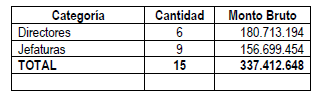 Categoría Cantidad Monto Bruto
Directores 6 180.713.194
Jefaturas 9 156.699.454
TOTAL 15 337.412.648